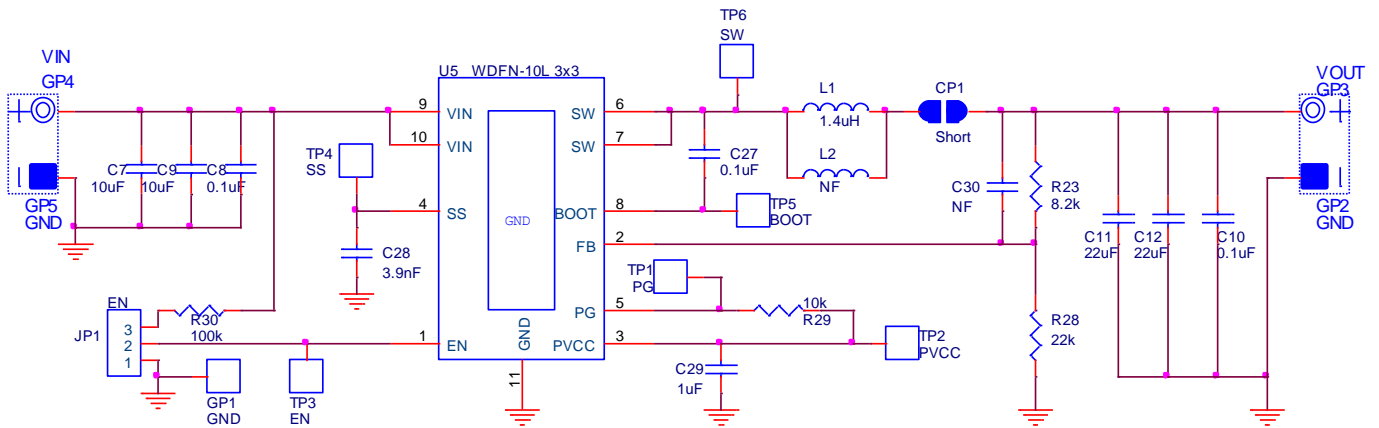 VIN
GP4
GP5
GND
C7
10uF
C9
10uF
C8
0.1uF
TP4
SS
C28
3.9nF
EN
JP1
3
2
1
R30
100k
GP1
GND
TP3
EN
U5 WDFN-10L 3x3
9
VIN
10
VIN
4
SS
1
EN
GND
GND
11
SW
6
SW
7
BOOT
8
FB
2
PG
5
PVCC
3
TP6
SW
C27
0.1uF
L1
1.4uH
L2
NF
CP1
Short
TP5
BOOT
TP1
PG
10k
R29
TP2
PVCC
C29
1uF
C30
NF
R23
8.2k
R28
22k
C11
22uF
C12
22uF
C10
0.1uF
VOUT
GP3
GP2
GND